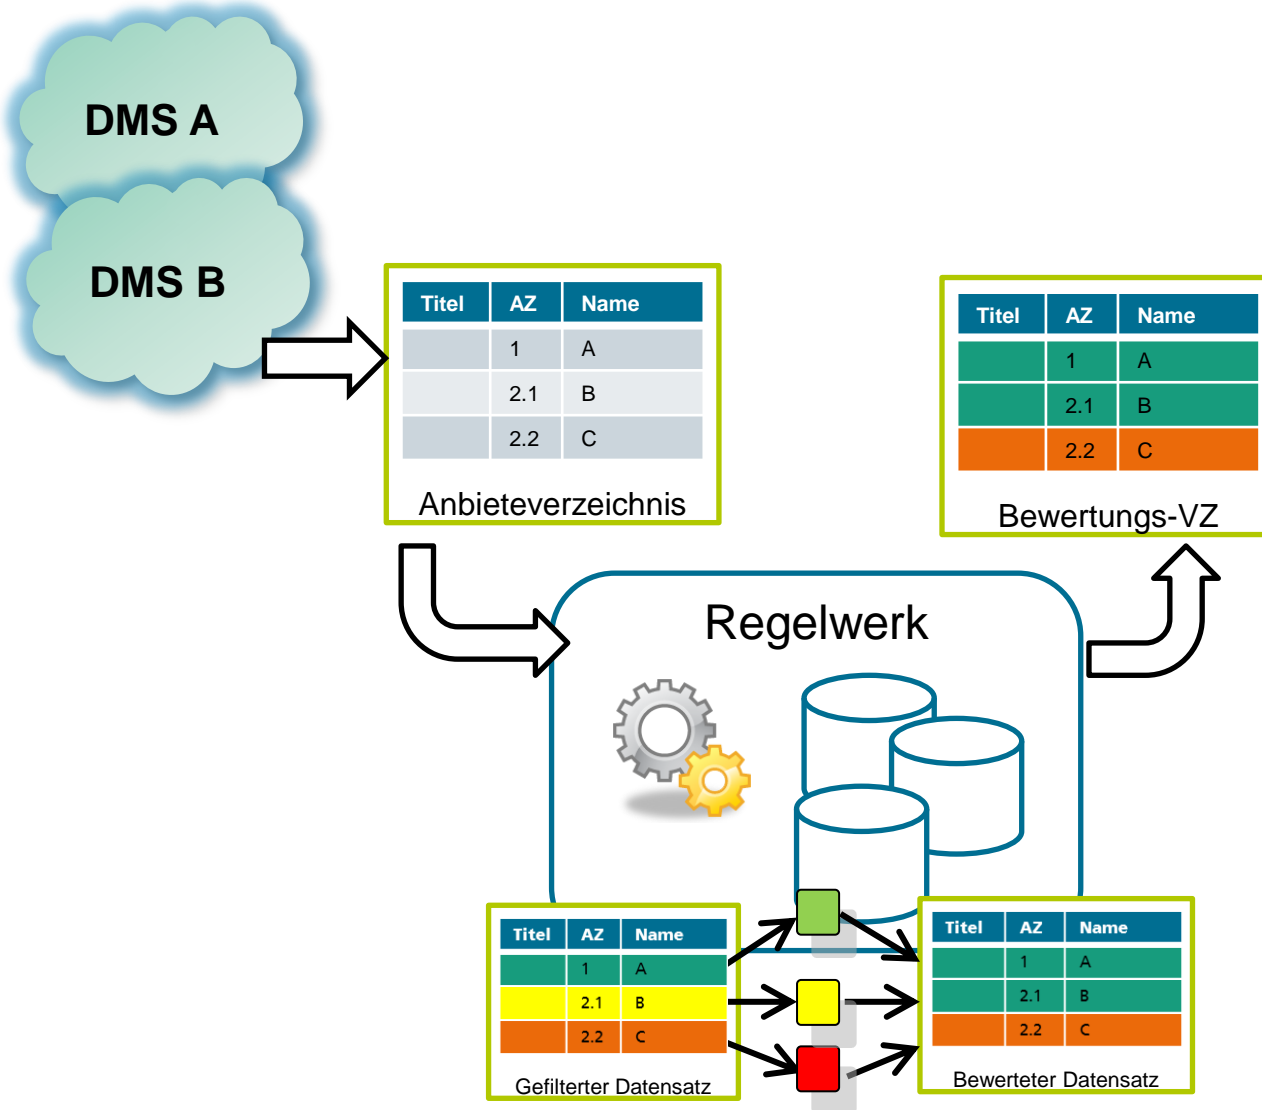 DMS A
DMS B
Titel AZ Name
1 A
2.1 B
2.2 C
Anbieteverzeichnis
Titel AZ Name
1 A
2.1 B
2.2 C
Bewertungs-VZ
Regelwerk
Titel AZ Name
1 A
2.1 B
2.2 C
Gefilterter Datensatz
Titel AZ Name
1 A
2.1 B
2.2 C
Bewerteter Datensatz